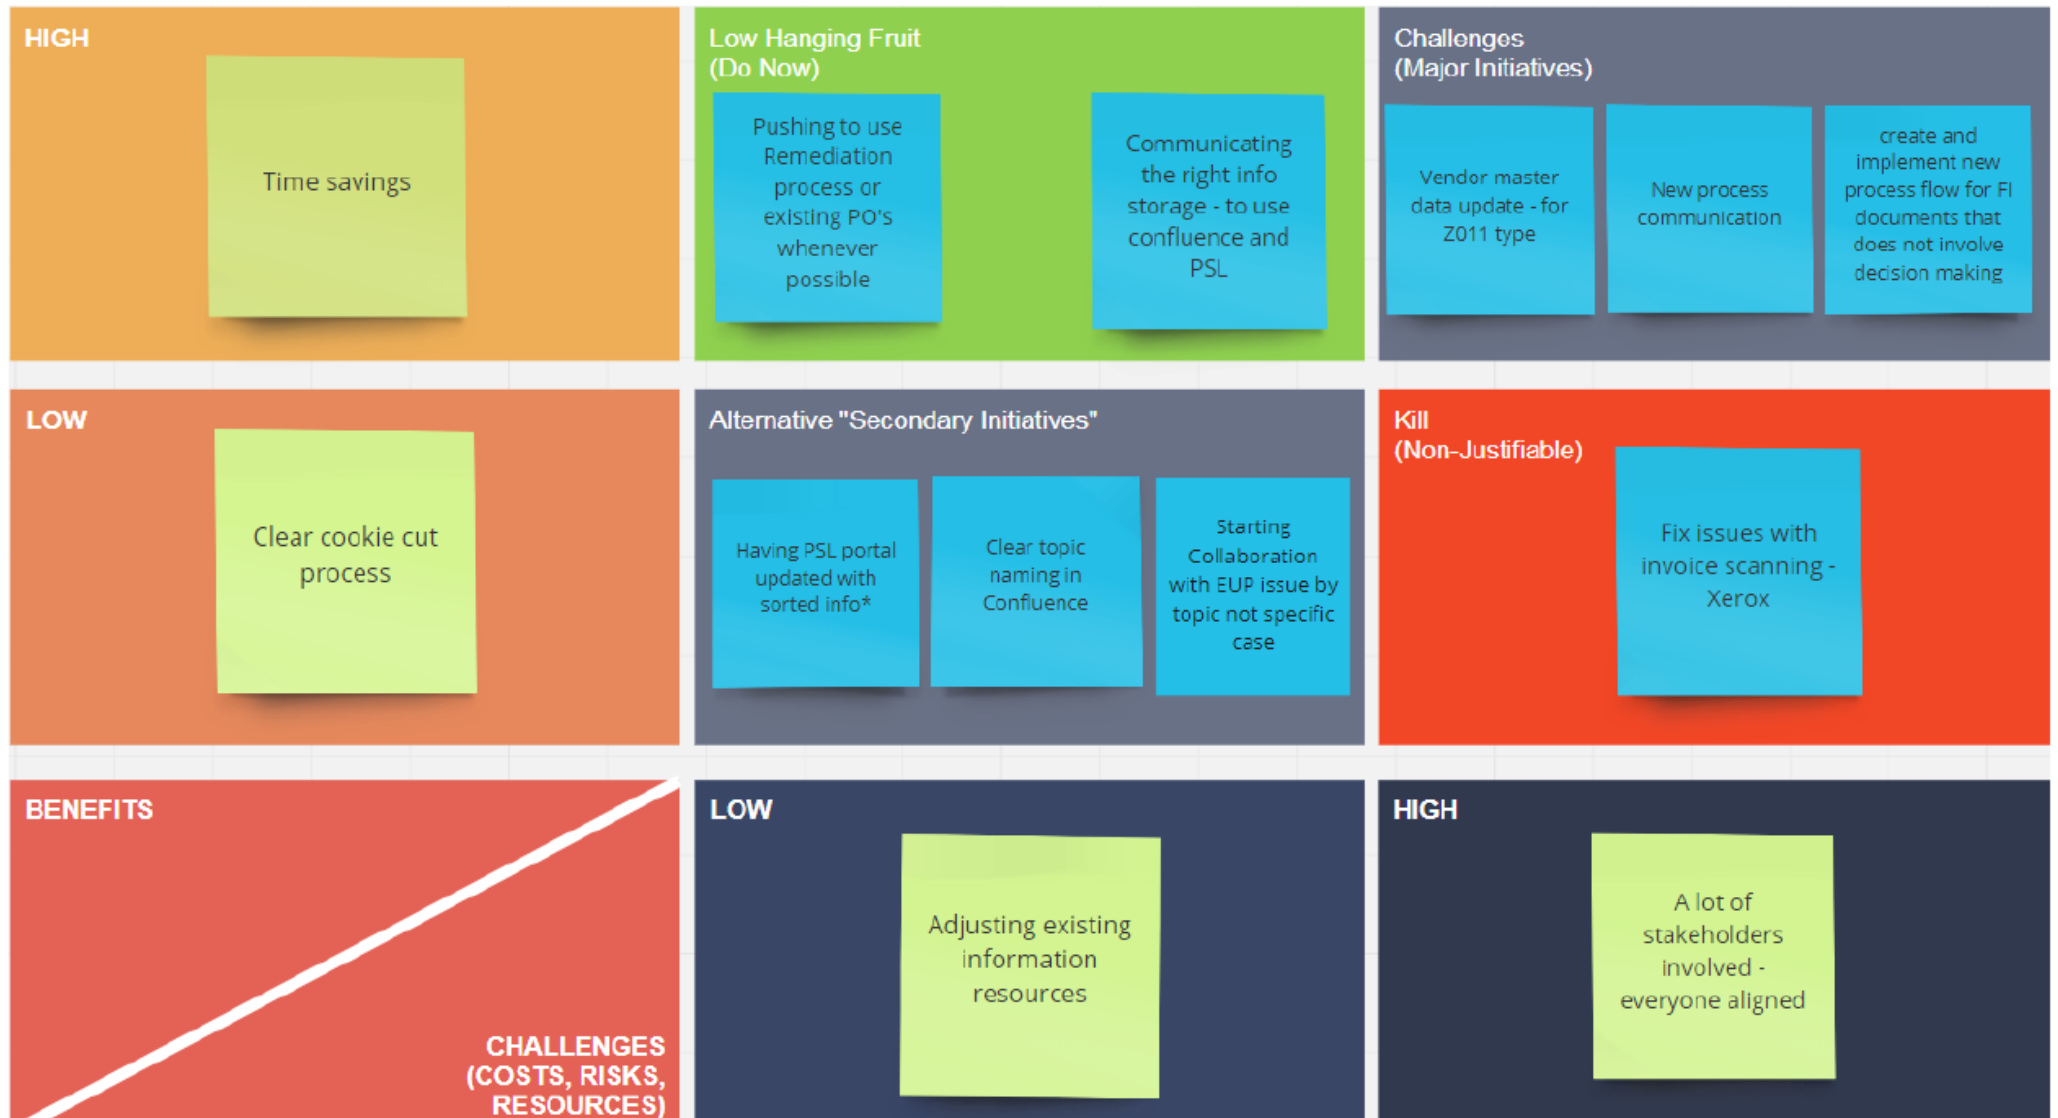 HIGH
Time savings
Low Hanging Fruit
(Do Now)
Pushing to use
Remediation
process or
existing PO's
whenever
possible
Communicating
the right info
storage - to use
confluence and
PSL
Challenges
(Major Initiatives)
Vendor master
data update - for
Z011 type
New process
communication
create and
implement new
process flow for FI
documents that
does not involve
decision making
LOW
Clear cookie cut
process
Alternative "Secondary Initiatives"
Having PSL portal
updated with
sorted info*
Clear topic
naming in
Confluence
Starting
Collaboration
with EUP issue by
topic not specific
case
Kill
(Non-Justifiable)
Fix issues with
invoice scanning -
Xerox
BENEFITS
CHALLENGES
(COSTS, RISKS,
RESOURCES)
LOW
Adjusting existing
information
resources
HIGH
A lot of
stakeholders
involved -
everyone aligned